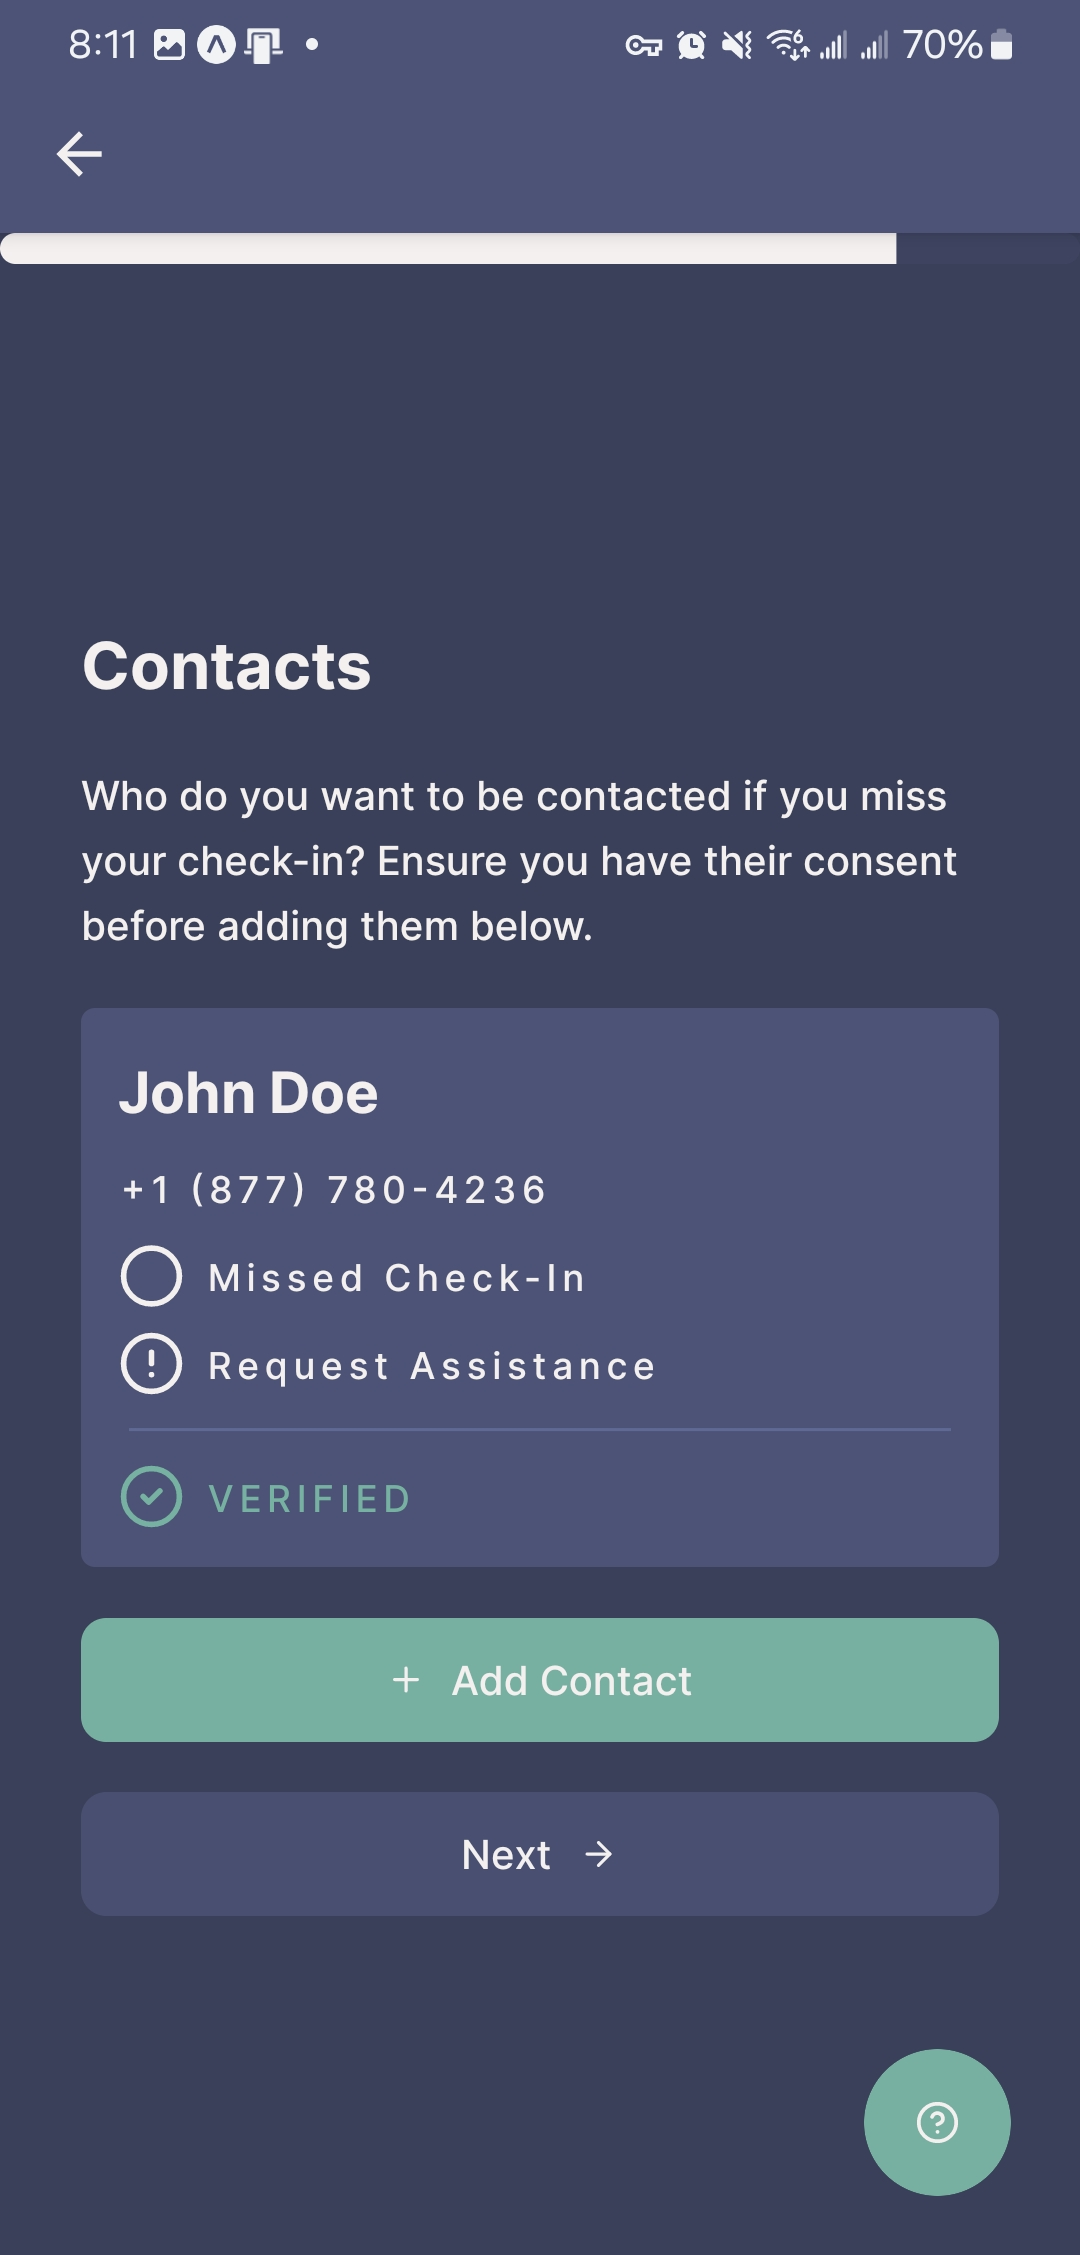 8:11
70%
Contacts
Who do you want to be contacted if you miss
your check-in? Ensure you have their consent
before adding them below.
John Doe
+1 (877) 780-4236
Missed Check-In
Request Assistance
VERIFIED
+ Add Contact
Next →